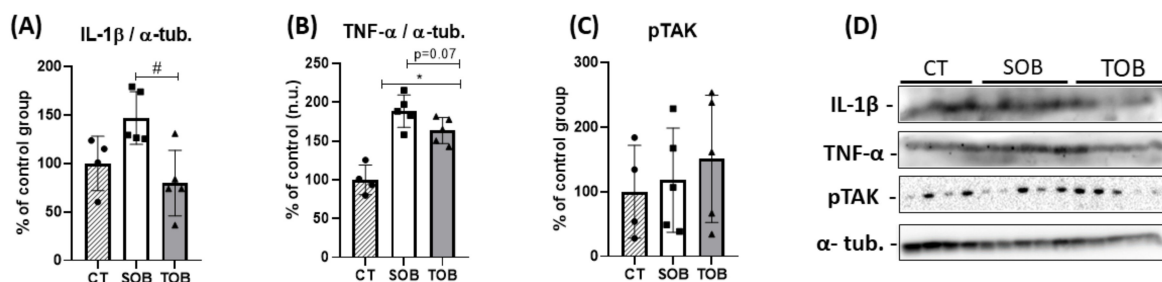 (A)
IL-1β / α-tub.
% of control group
200
150
100
50
0
#
CT SOB TOB
(B)
TNF-α / α-tub.
p=0.07
*
% of control (n.u.)
250
200
150
100
50
0
CT SOB TOB
(C)
pTAK
% of control group
300
200
100
0
CT SOB TOB
(D)
CT SOB TOB
IL-1β -
TNF-α -
pTAK -
α- tub. -